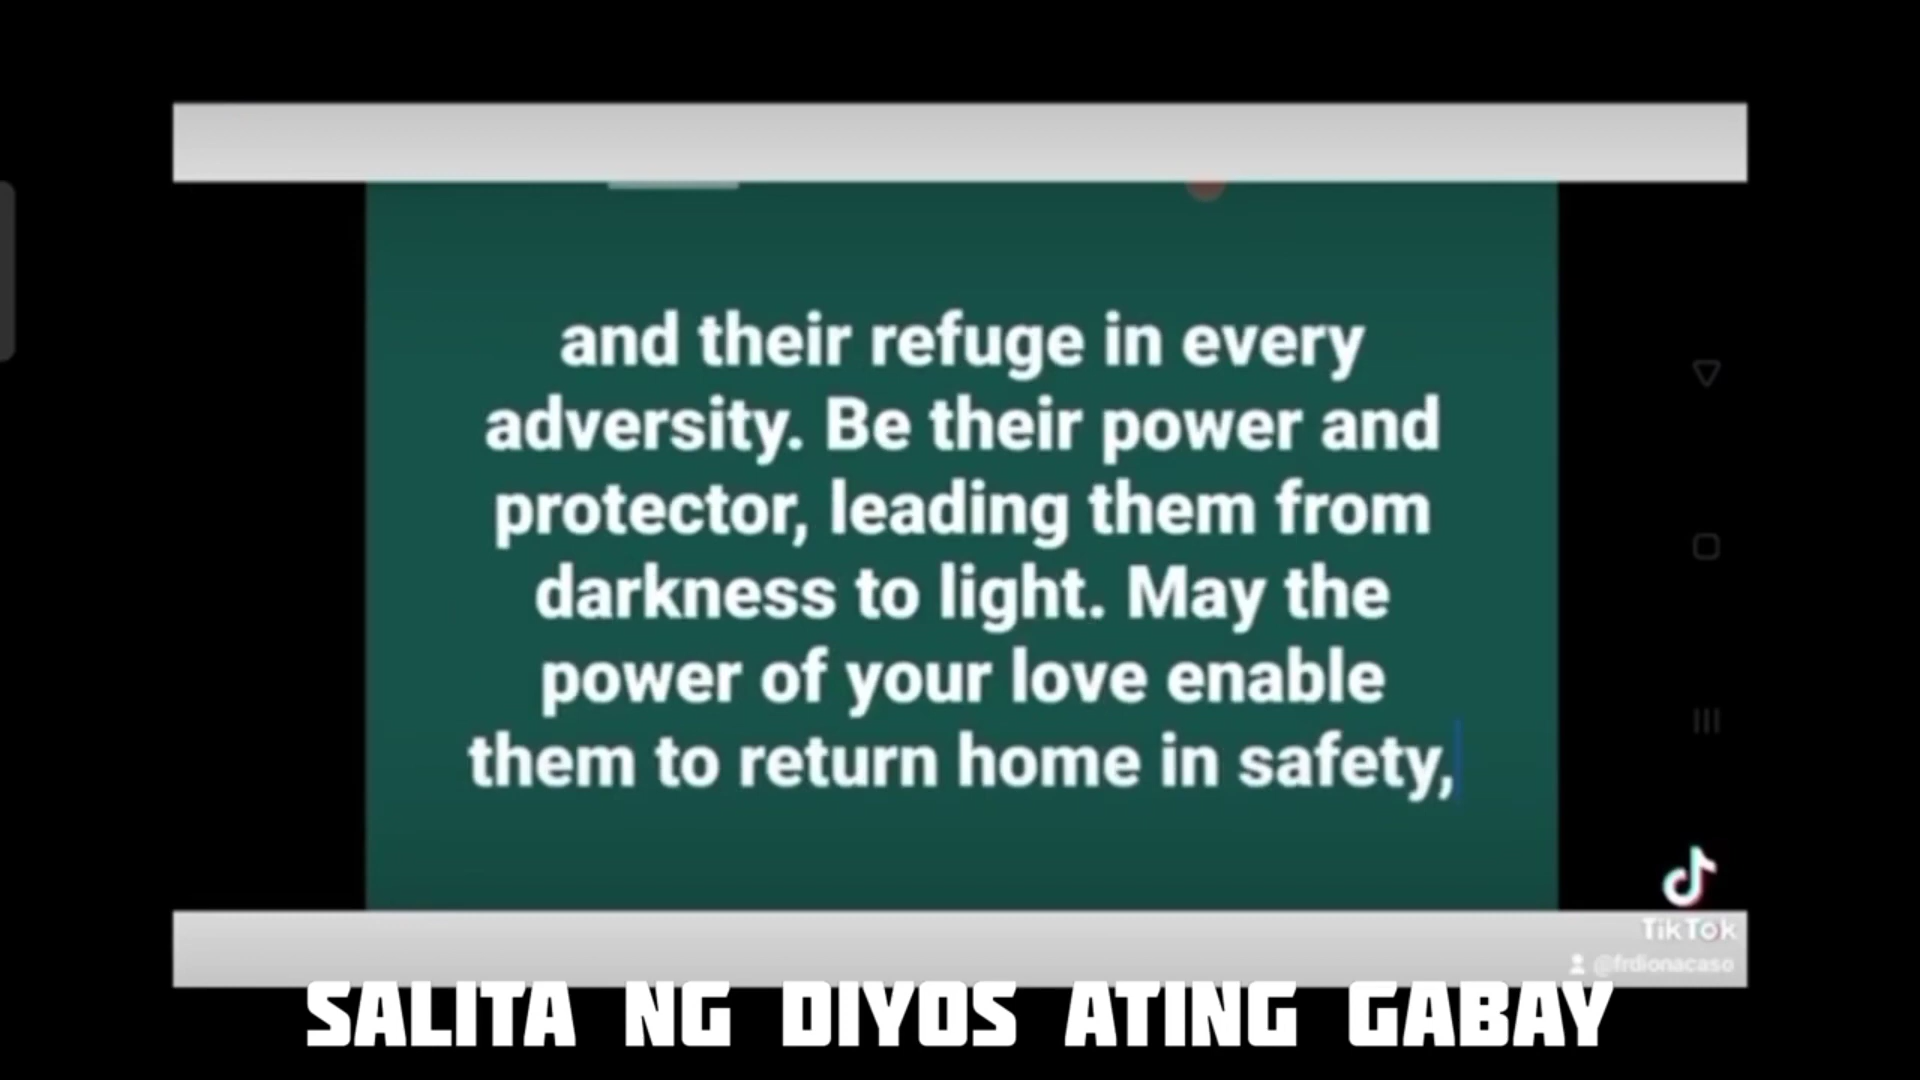 and their refuge in every
adversity. Be their power and
protector, leading them from
darkness to light. May the
power of your love enable
them to return home in safety,
TikTok
@frdionacaso
SALITA NG DIYOS ATING GABAY